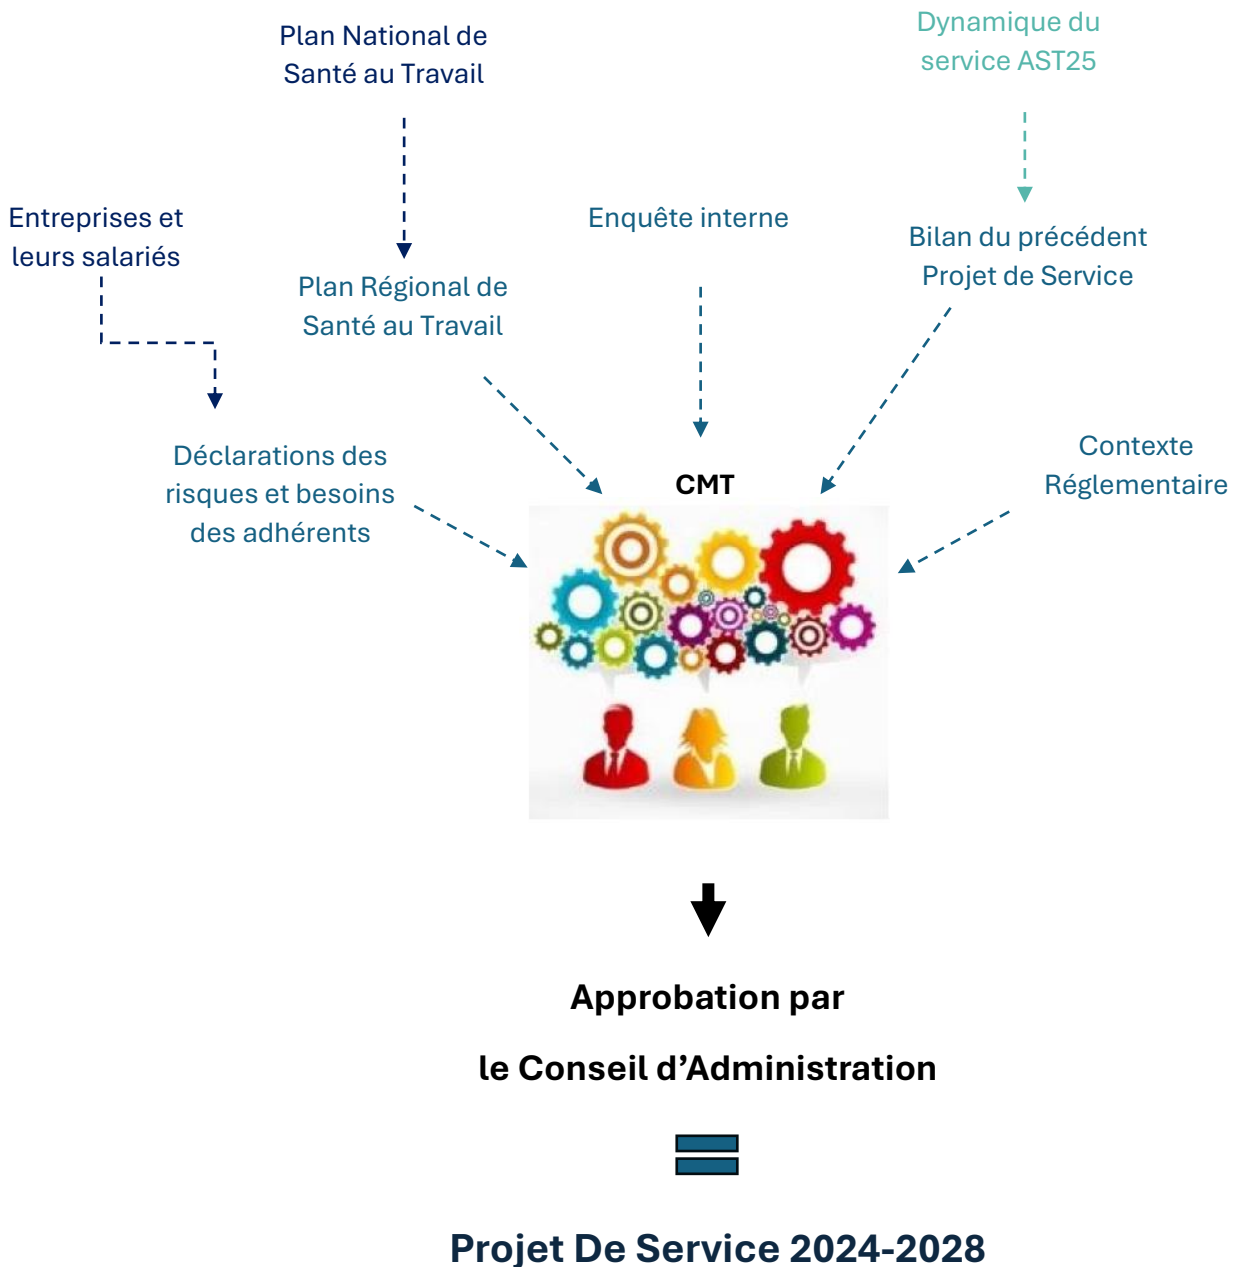 Plan National de
Santé au Travail
Dynamique du
service AST25
Entreprises et
leurs salariés
Enquête interne
Bilan du précédent
Projet de Service
Plan Régional de
Santé au Travail
Déclarations des
risques et besoins
des adhérents
CMT
Contexte
Réglementaire
Approbation par
le Conseil d’Administration
Projet De Service 2024-2028